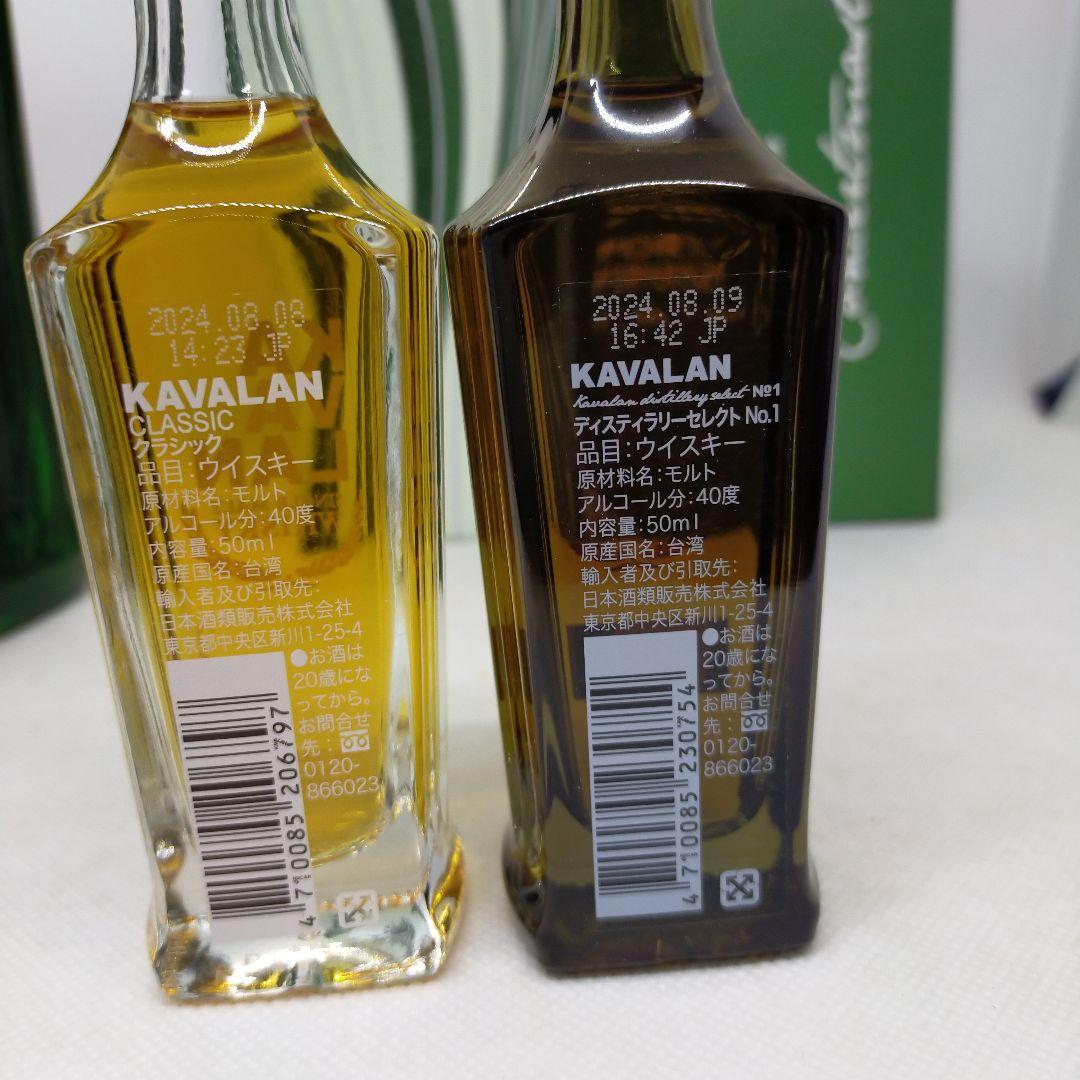 2024.08.08
14:23 JP
KAVALAN
CLASSIC
クラシック
品目:ウイスキー
原材料名:モルト
アルコール分:40度
内容量:50ml
原産国名:台湾
輸入者及び引取先:
日本酒類販売株式会社
東京都中央区新川1-25-4
●お酒は
20歳にな
ってから。
お問合せ
先:
0120-
866023
4 710085 206797
2024.08.09
16:42 JP
KAVALAN
Kavalan distillery select №1
ディスティラリーセレクト No.1
品目:ウイスキー
原材料名:モルト
アルコール分:40度
内容量:50ml
原産国名:台湾
輸入者及び引取先:
日本酒類販売株式会社
東京都中央区新川1-25-4
●お酒は
20歳にな
ってから。
お問合せ
先:
0120-
866023
4 710085 230754